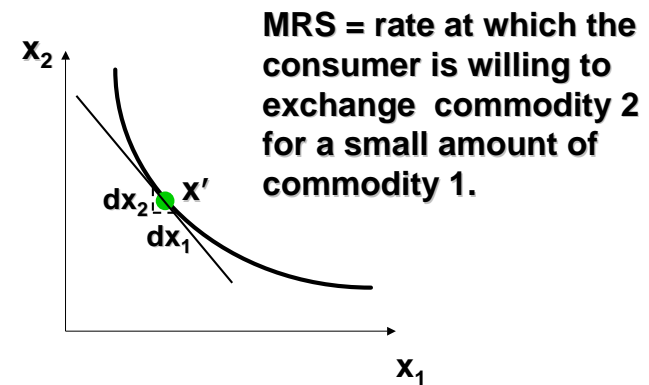 MRS = rate at which the
consumer is willing to
exchange commodity 2
for a small amount of
commodity 1.
x₂
x′
dx₂
dx₁
x₁